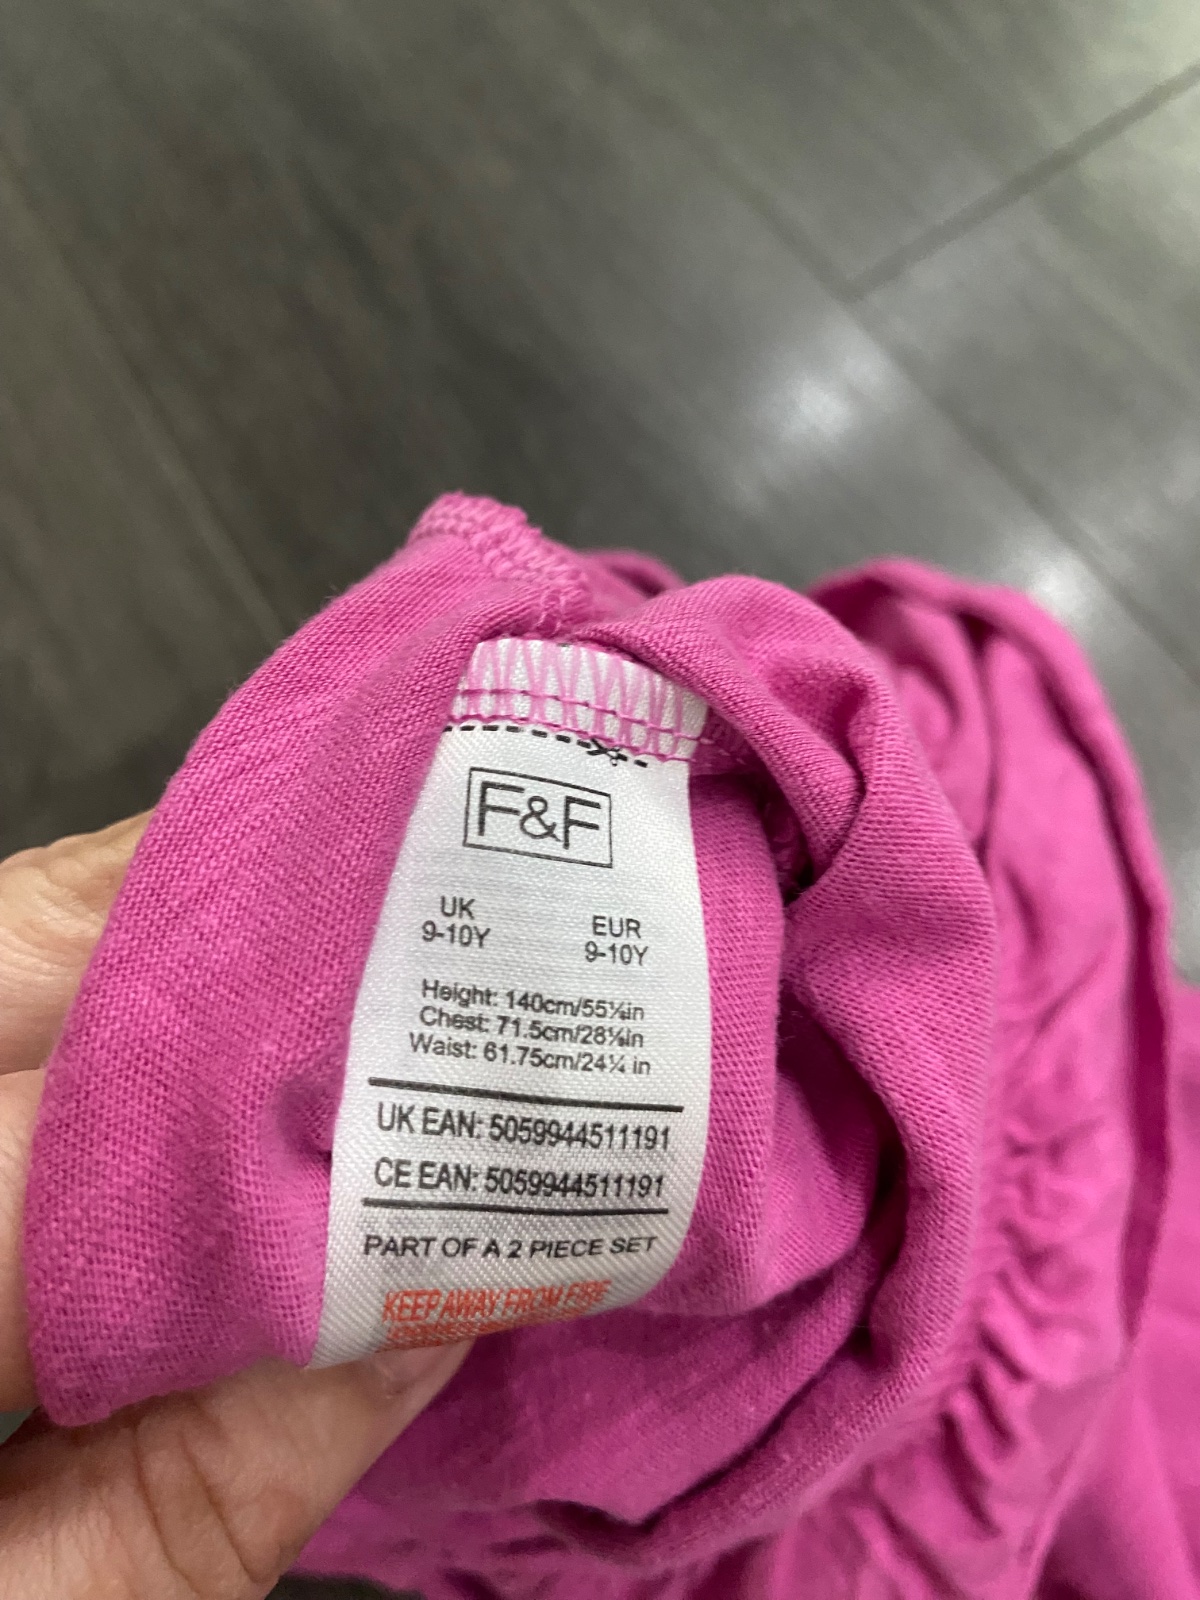 F&F
UK
9-10Y
EUR
9-10Y
Height: 140cm/55¼in
Chest: 71.5cm/28¼in
Waist: 61.75cm/24¼ in
UK EAN: 5059944511191
CE EAN: 5059944511191
PART OF A 2 PIECE SET
KEEP AWAY FROM FIRE